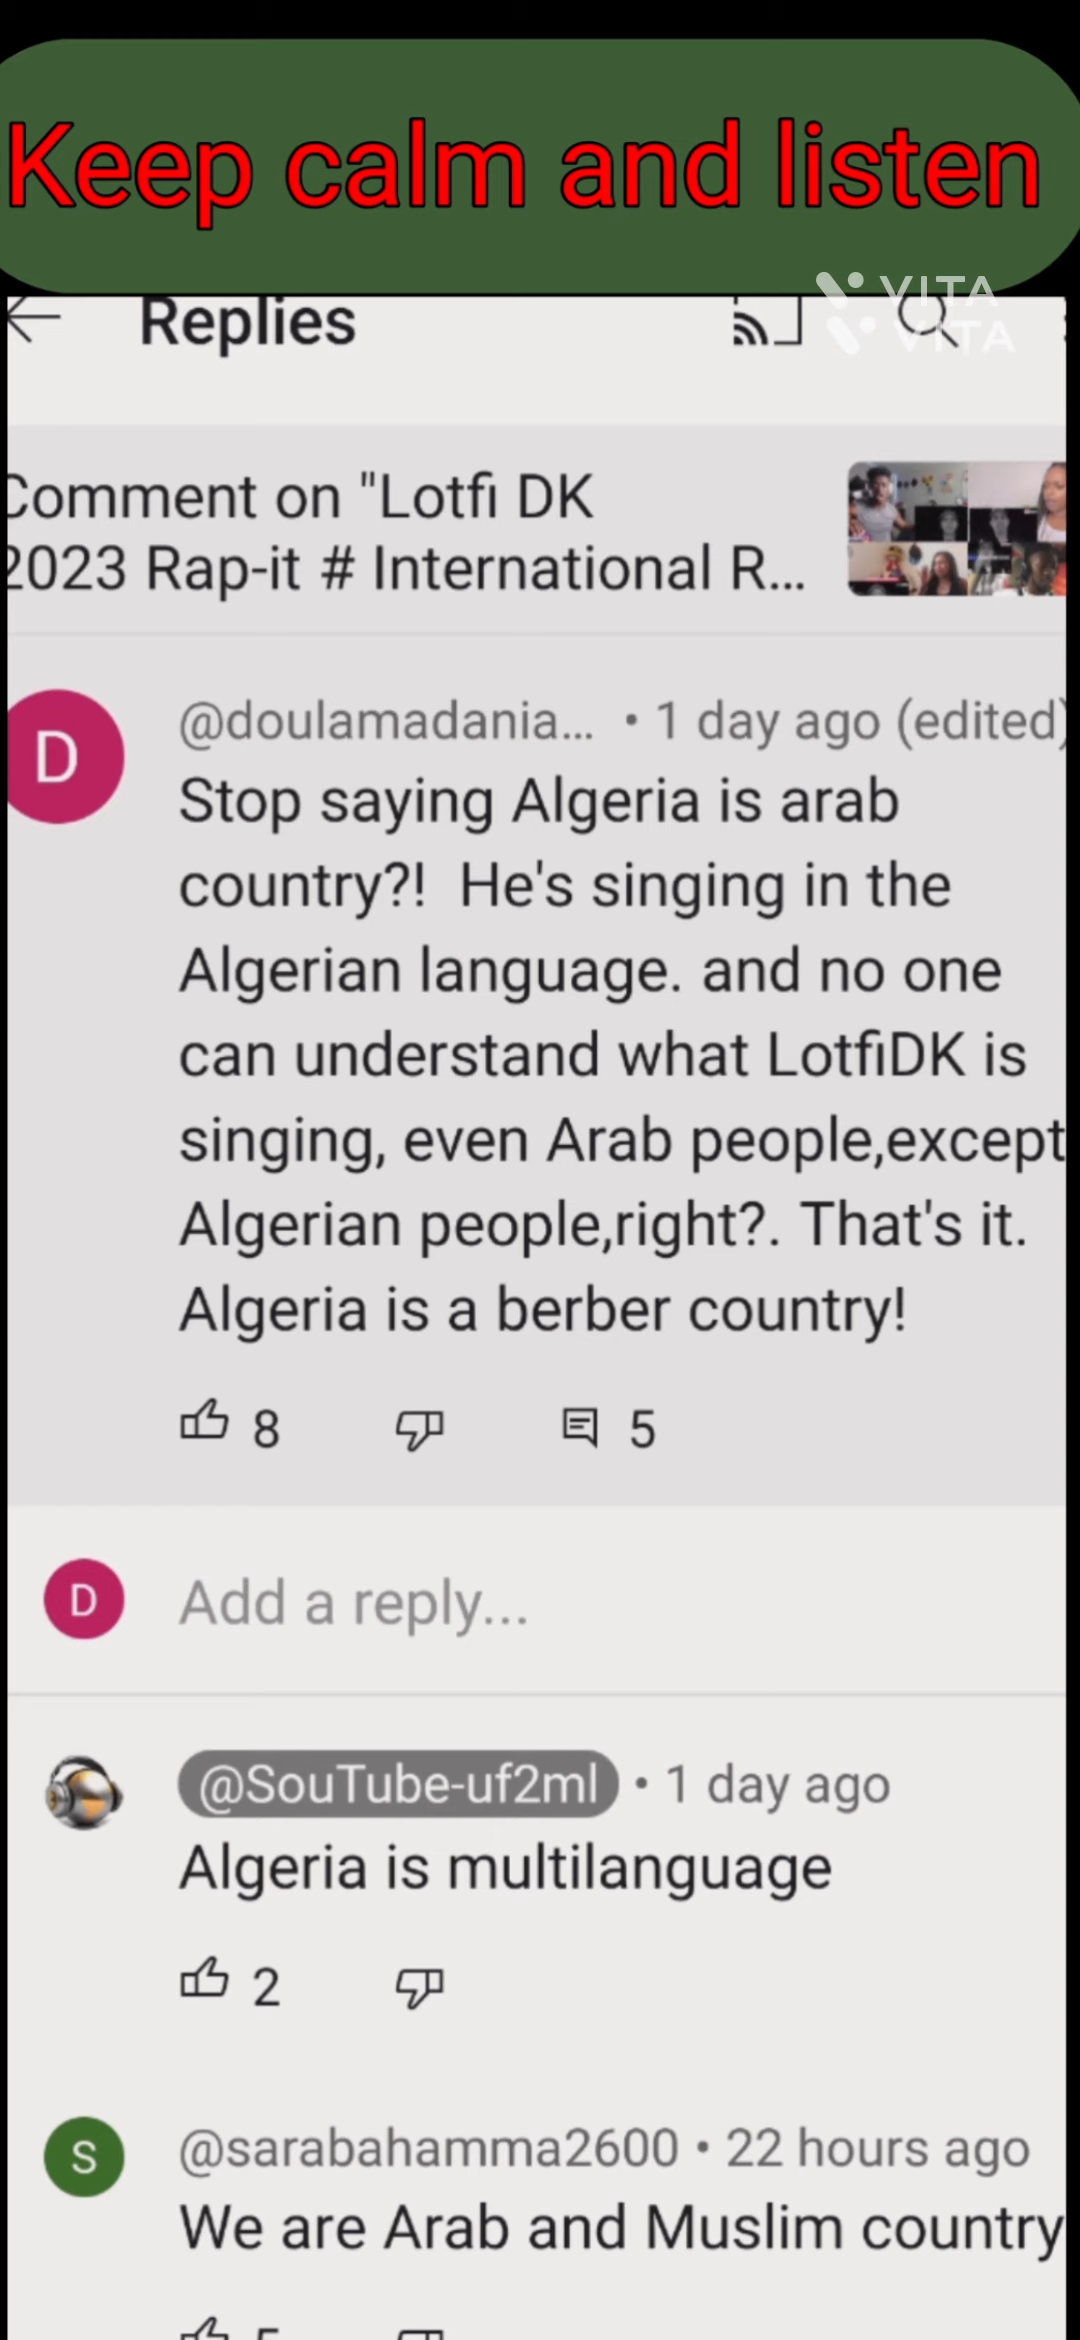 Keep calm and listen
VITA
VITA
Replies
Comment on "Lotfi DK
2023 Rap-it # International R...
D
@doulamadania... • 1 day ago (edited)
Stop saying Algeria is arab
country?!  He's singing in the
Algerian language. and no one
can understand what LotfiDK is
singing, even Arab people,except
Algerian people,right?. That's it.
Algeria is a berber country!
8 5
D
Add a reply...
@SouTube-uf2ml • 1 day ago
Algeria is multilanguage
2
S
@sarabahamma2600 • 22 hours ago
We are Arab and Muslim country